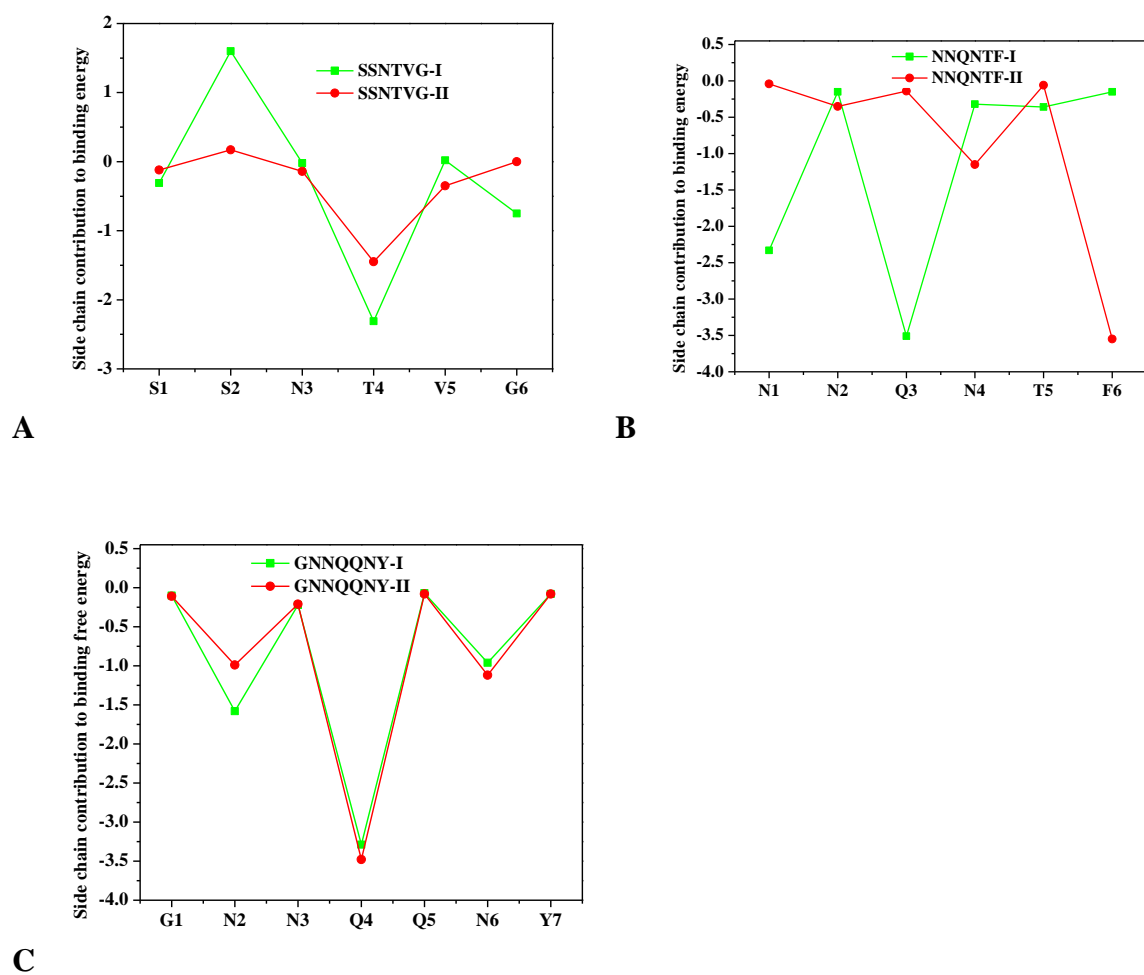 Side chain contribution to binding energy
2
1
0
-1
-2
-3
SSNTVG-I
SSNTVG-II
S1 S2 N3 T4 V5 G6
A
Side chain contribution to binding energy
0.5
0.0
-0.5
-1.0
-1.5
-2.0
-2.5
-3.0
-3.5
-4.0
NNQNTF-I
NNQNTF-II
N1 N2 Q3 N4 T5 F6
B
Side chain contribution to binding free energy
0.5
0.0
-0.5
-1.0
-1.5
-2.0
-2.5
-3.0
-3.5
-4.0
GNNQQNY-I
GNNQQNY-II
G1 N2 N3 Q4 Q5 N6 Y7
C